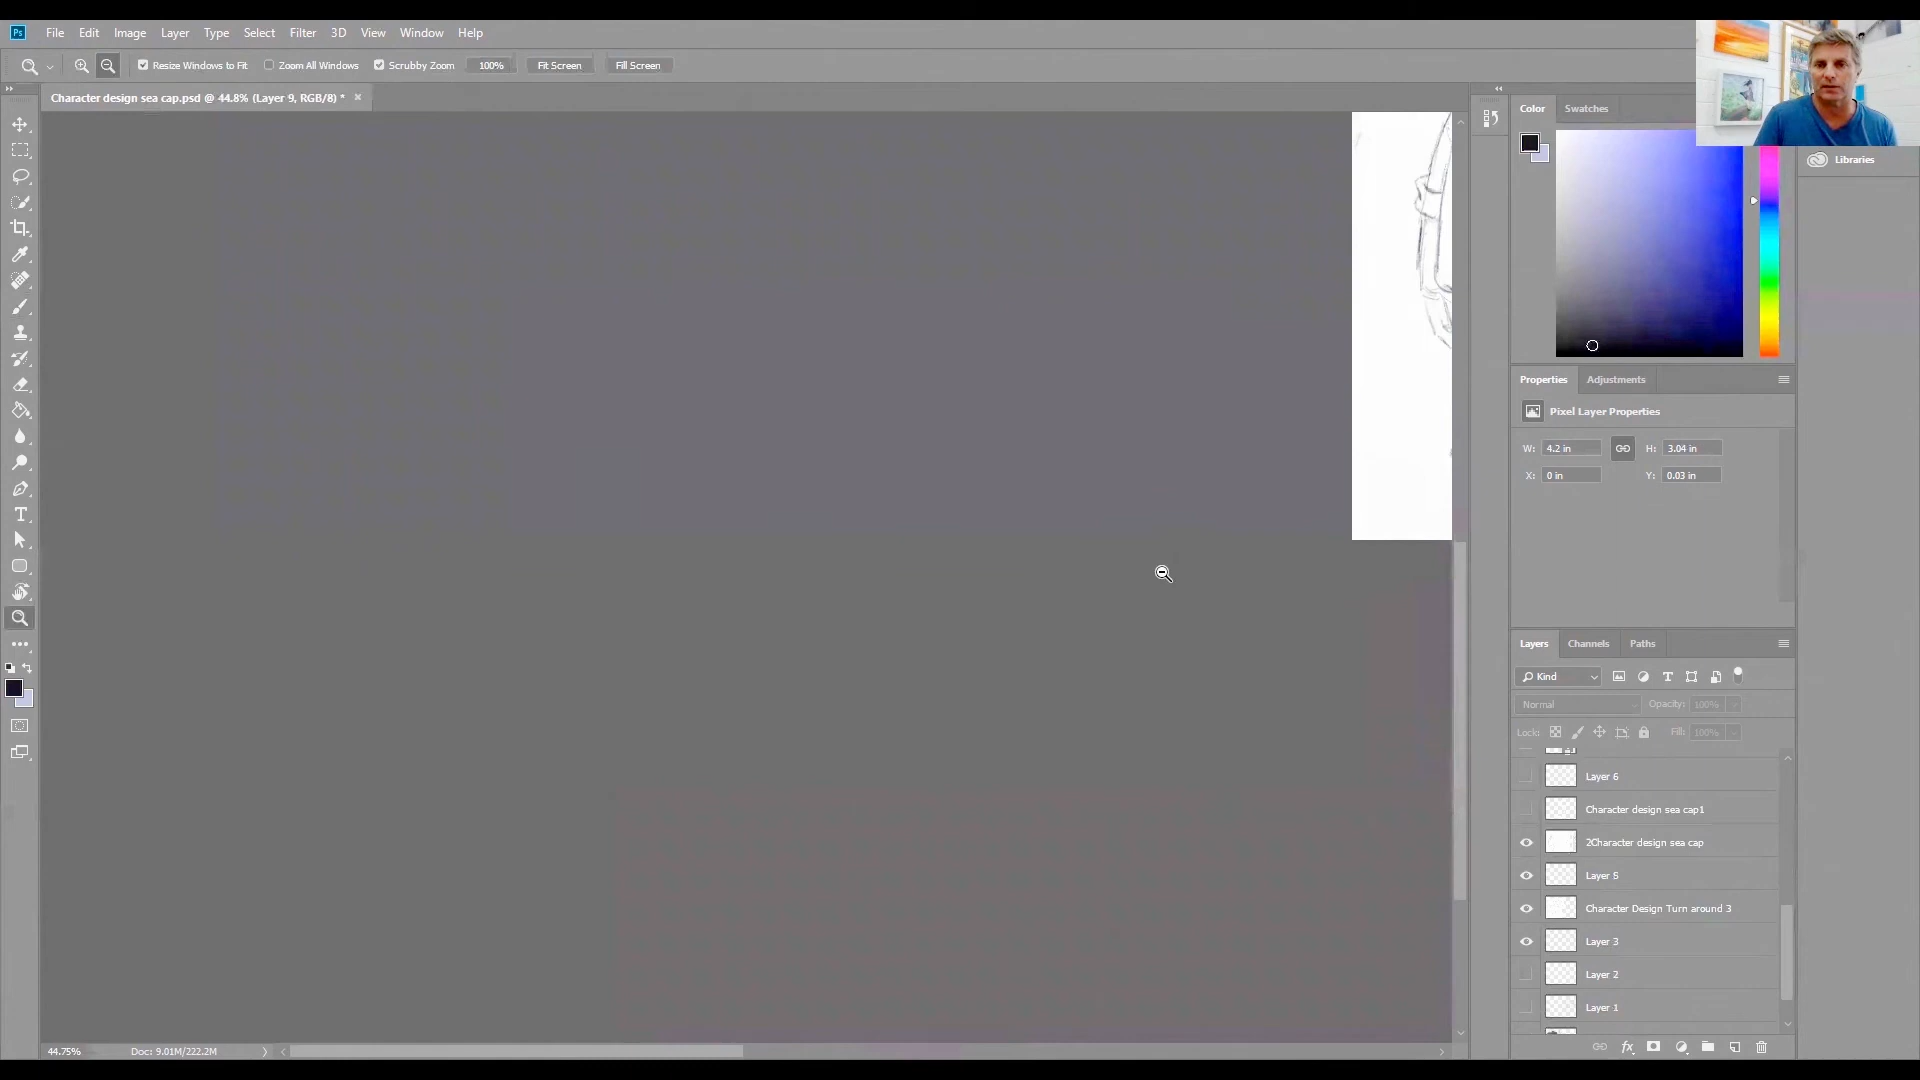 Ps File Edit Image Layer Type Select Filter 3D View Window Help
Resize Windows to Fit Zoom All Windows Scrubby Zoom 100% Fit Screen Fill Screen
Character design sea cap.psd @ 44.8% (Layer 9, RGB/8) *
Color Swatches
Libraries
Properties Adjustments
Pixel Layer Properties
W: 4.2 in H: 3.04 in
X: 0 in Y: 0.03 in
Layers Channels Paths
Kind
Normal Opacity: 100%
Lock: Fill: 100%
Layer 6
Character design sea cap1
2Character design sea cap
Layer 5
Character Design Turn around 3
Layer 3
Layer 2
Layer 1
44.75% Doc: 9.01M/222.2M